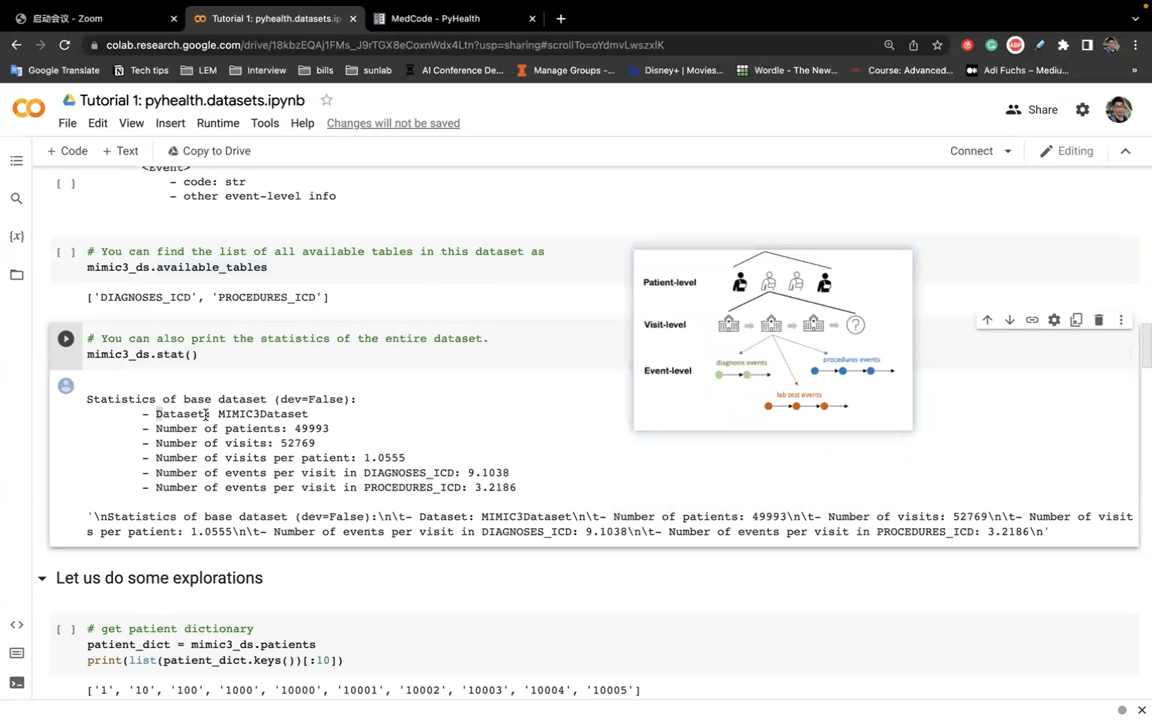 启动会议 - Zoom
Tutorial 1: pyhealth.datasets.ip
MedCode - PyHealth
colab.research.google.com/drive/18kbzEQAj1FMs_J9rTGX8eCoxnWdx4Ltn?usp=sharing#scrollTo=oYdmvLwszxlK
Google Translate
Tech tips
LEM
Interview
bills
sunlab
AI Conference De...
Manage Groups -...
Disney+ | Movies...
Wordle - The New...
Course: Advanced...
Adi Fuchs – Mediu...
Tutorial 1: pyhealth.datasets.ipynb
File Edit View Insert Runtime Tools Help Changes will not be saved
Share
+ Code + Text Copy to Drive
Connect
Editing
<Event>
[ ] - code: str
- other event-level info
[ ] # You can find the list of all available tables in this dataset as
mimic3_ds.available_tables
['DIAGNOSES_ICD', 'PROCEDURES_ICD']
# You can also print the statistics of the entire dataset.
mimic3_ds.stat()
Statistics of base dataset (dev=False):
- Dataset: MIMIC3Dataset
- Number of patients: 49993
- Number of visits: 52769
- Number of visits per patient: 1.0555
- Number of events per visit in DIAGNOSES_ICD: 9.1038
- Number of events per visit in PROCEDURES_ICD: 3.2186
'\nStatistics of base dataset (dev=False):\n\t- Dataset: MIMIC3Dataset\n\t- Number of patients: 49993\n\t- Number of visits: 52769\n\t- Number of visit
s per patient: 1.0555\n\t- Number of events per visit in DIAGNOSES_ICD: 9.1038\n\t- Number of events per visit in PROCEDURES_ICD: 3.2186\n'
Patient-level
Visit-level
?
Event-level
diagnosis events
procedures events
lab test events
Let us do some explorations
[ ] # get patient dictionary
patient_dict = mimic3_ds.patients
print(list(patient_dict.keys())[:10])
['1', '10', '100', '1000', '10000', '10001', '10002', '10003', '10004', '10005']